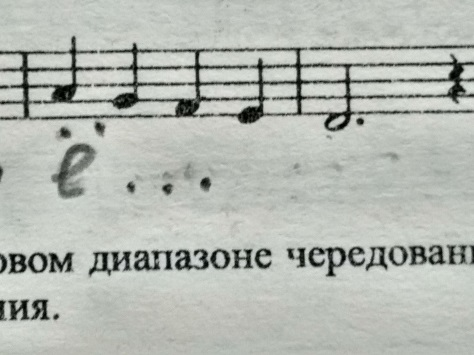 ё . . .
овом диапазоне чередовани
ния.